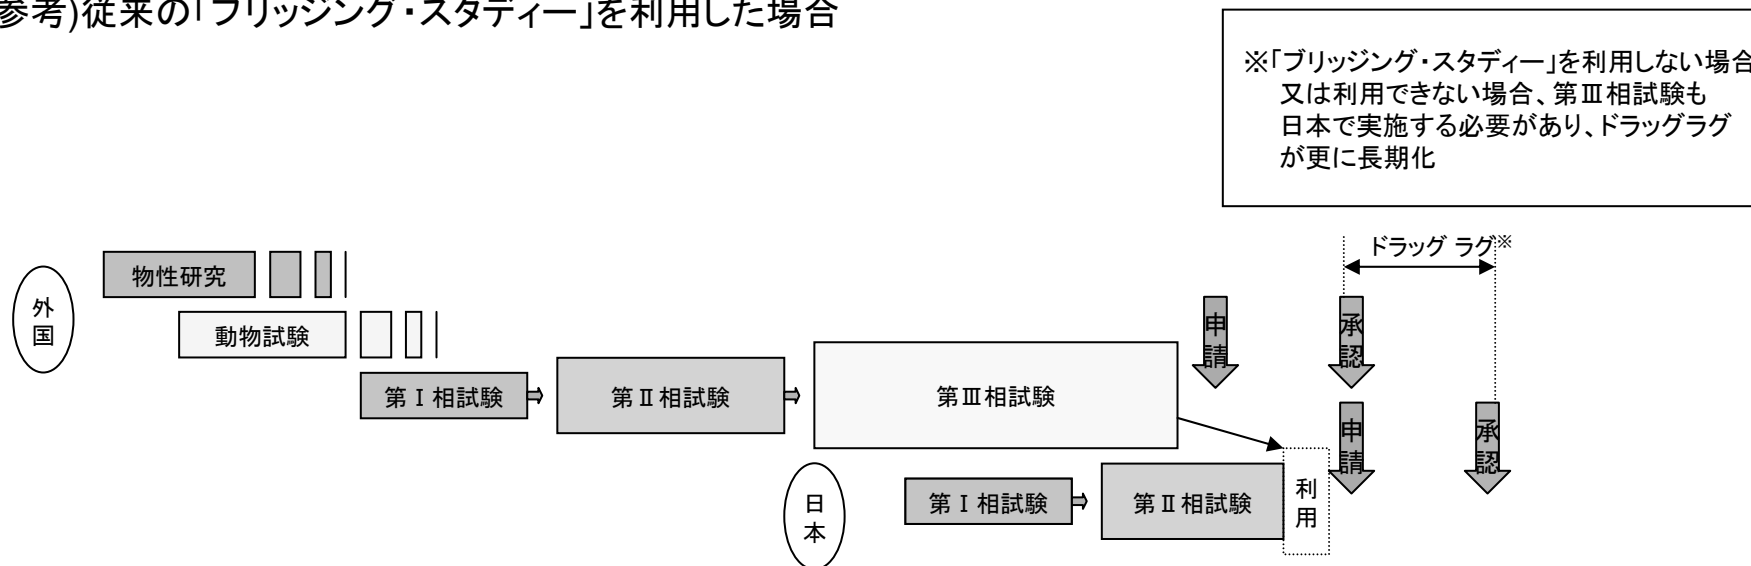 参考)従来の「ブリッジング・スタディー」を利用した場合
※「ブリッジング・スタディー」を利用しない場合
又は利用できない場合、第Ⅲ相試験も
日本で実施する必要があり、ドラッグラグ
が更に長期化
ドラッグ ラグ※
外国
物性研究
動物試験
第Ⅰ相試験
第Ⅱ相試験
第Ⅲ相試験
申請
承認
日本
第Ⅰ相試験
第Ⅱ相試験
利用
申請
承認